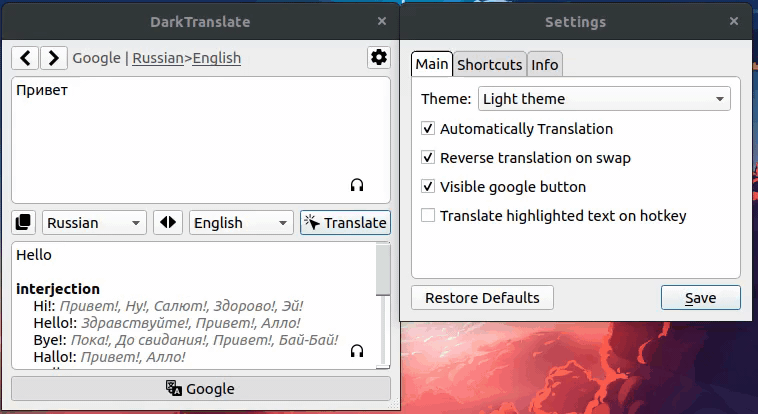 DarkTranslate
Google | Russian>English
Привет
Russian
English
Translate
Hello
interjection
Hi!: Привет!, Ну!, Салют!, Здорово!, Эй!
Hello!: Здравствуйте!, Привет!, Алло!
Bye!: Пока!, До свидания!, Привет!, Бай-Бай!
Hallo!: Привет!, Алло!
Google
Settings
Main
Shortcuts
Info
Theme: Light theme
Automatically Translation
Reverse translation on swap
Visible google button
Translate highlighted text on hotkey
Restore Defaults
Save